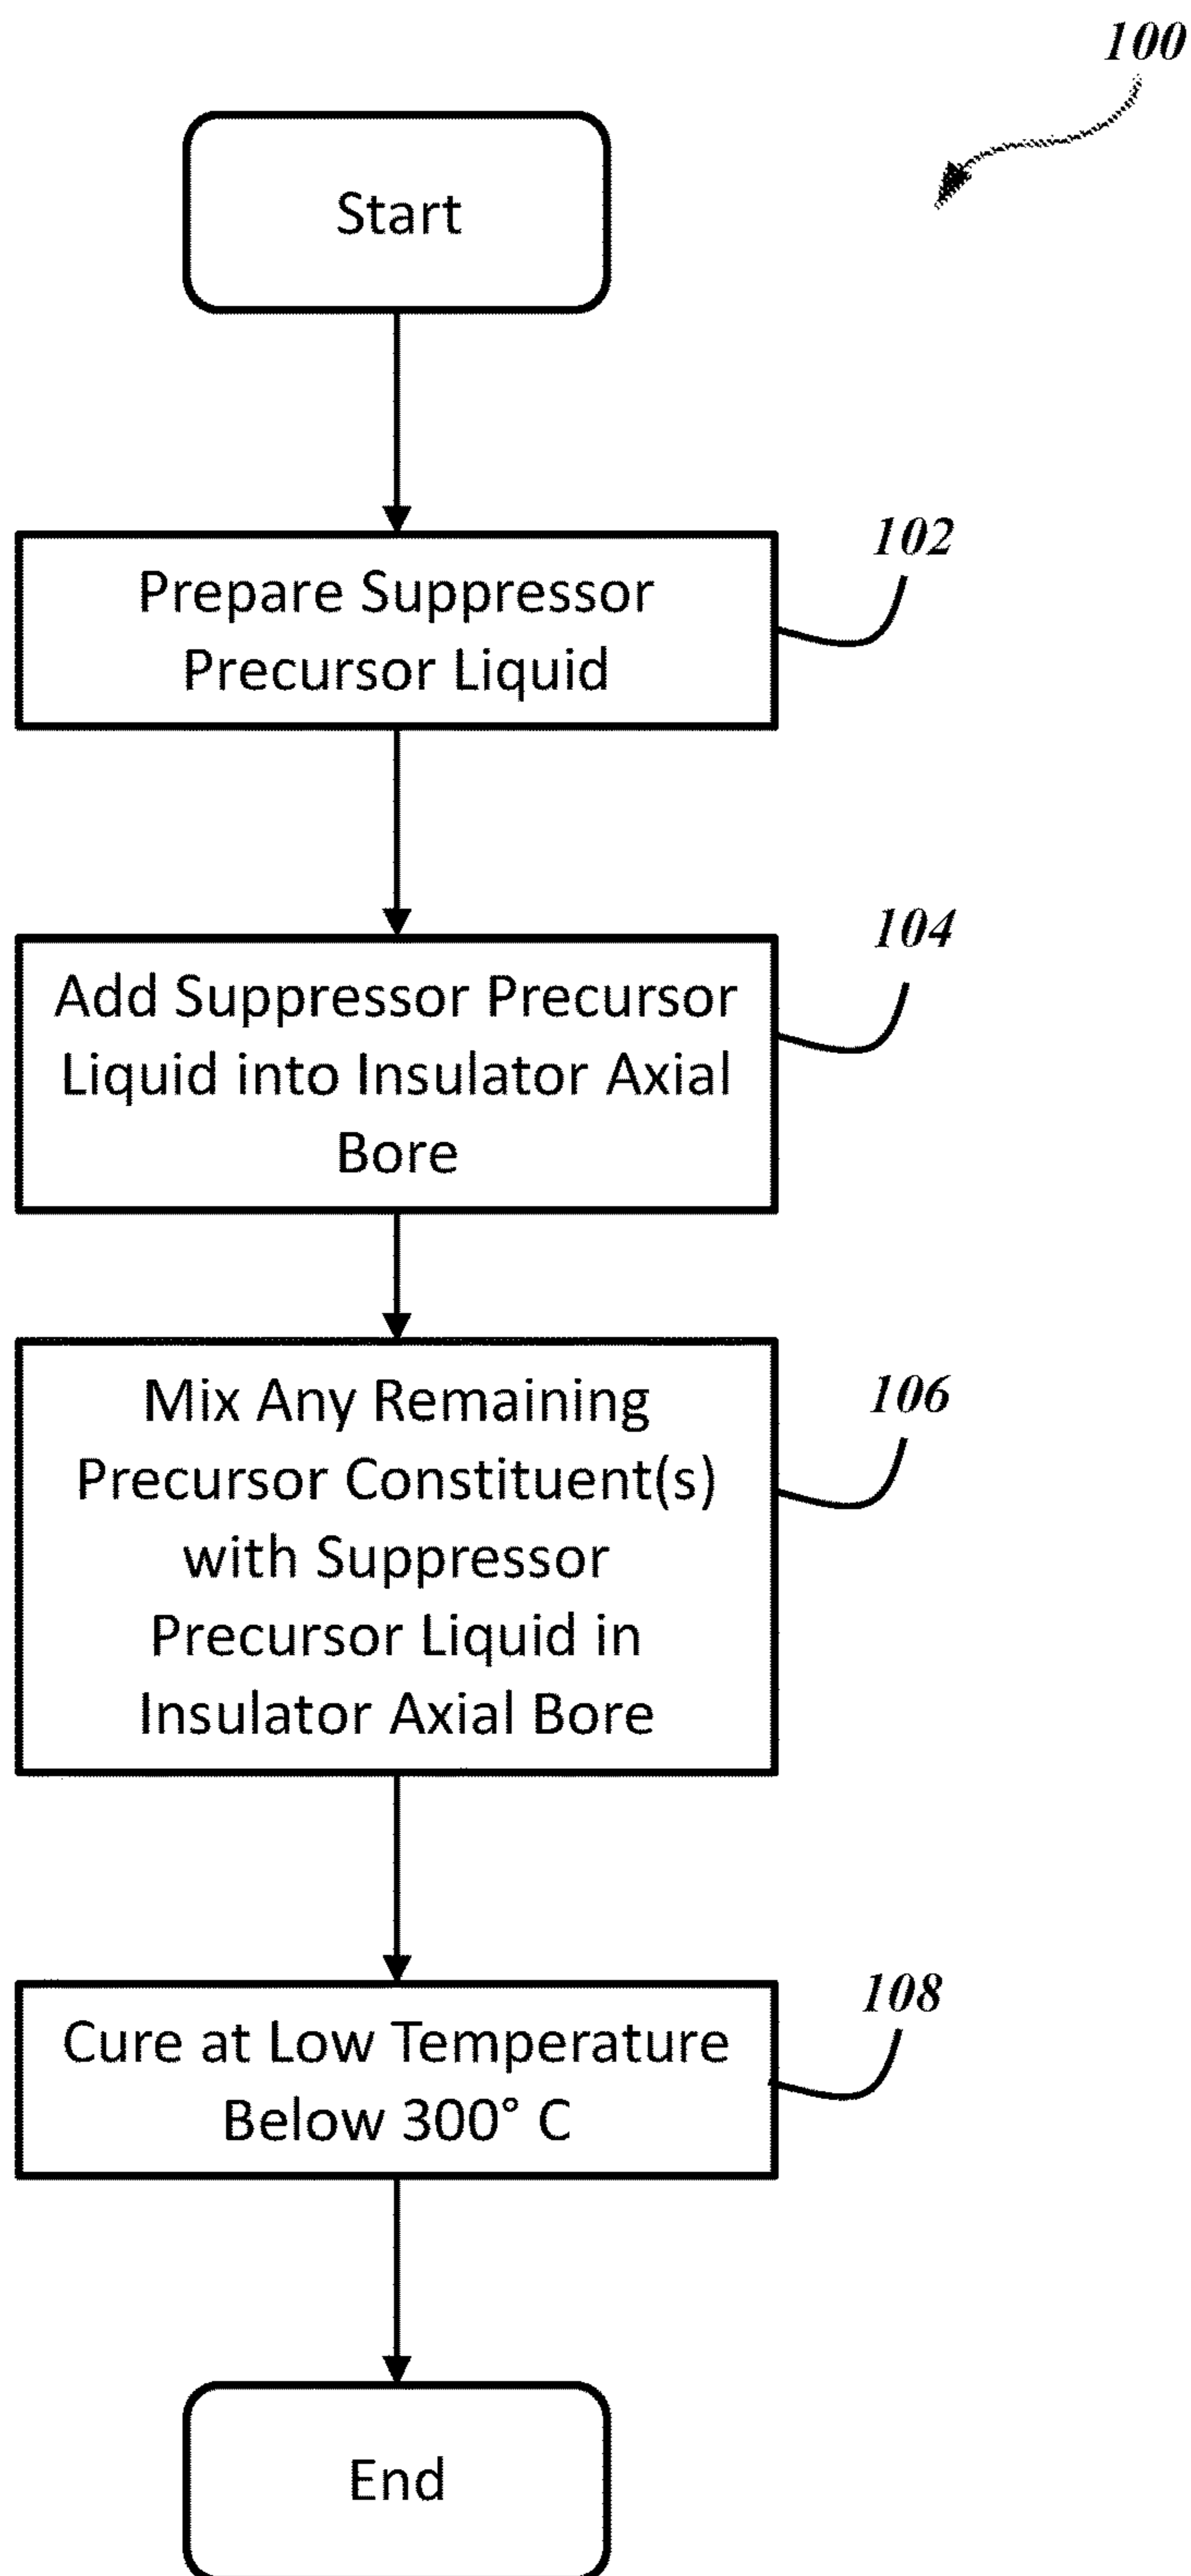 100
Start
102
Prepare Suppressor
Precursor Liquid
104
Add Suppressor Precursor
Liquid into Insulator Axial
Bore
106
Mix Any Remaining
Precursor Constituent(s)
with Suppressor
Precursor Liquid in
Insulator Axial Bore
108
Cure at Low Temperature
Below 300° C
End